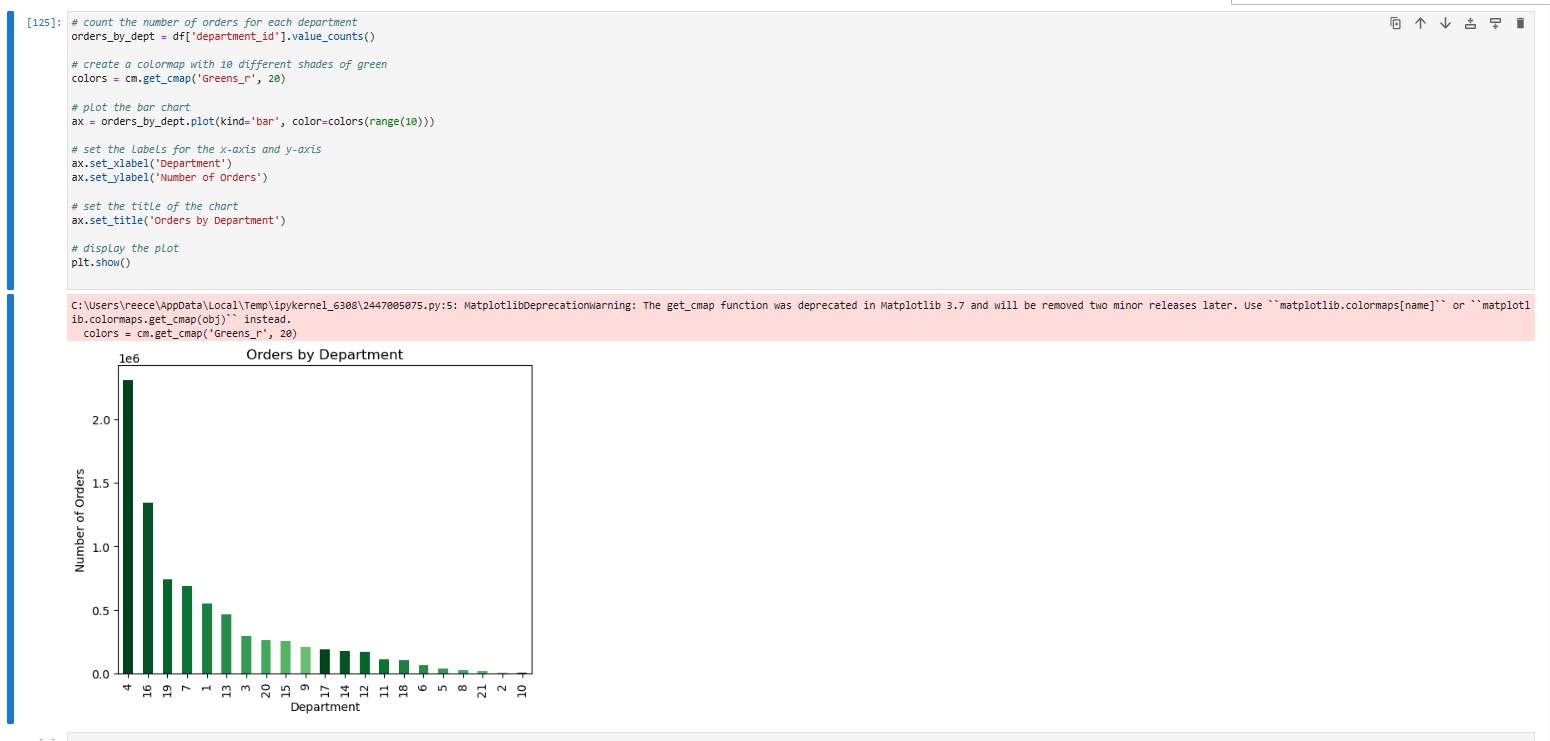 [125]:
# count the number of orders for each department
orders_by_dept = df['department_id'].value_counts()
# create a colormap with 10 different shades of green
colors = cm.get_cmap('Greens_r', 20)
# plot the bar chart
ax = orders_by_dept.plot(kind='bar', color=colors(range(10)))
# set the labels for the x-axis and y-axis
ax.set_xlabel('Department')
ax.set_ylabel('Number of Orders')
# set the title of the chart
ax.set_title('Orders by Department')
# display the plot
plt.show()
C:\Users\reece\AppData\Local\Temp\ipykernel_6308\2447005075.py:5: MatplotlibDeprecationWarning: The get_cmap function was deprecated in Matplotlib 3.7 and will be removed two minor releases later. Use ``matplotlib.colormaps[name]`` or ``matplotl
ib.colormaps.get_cmap(obj)`` instead.
  colors = cm.get_cmap('Greens_r', 20)
Orders by Department
1e6
2.0
1.5
1.0
0.5
0.0
Number of Orders
4 16 19 7 1 13 3 20 15 9 17 14 12 11 18 6 5 8 21 2 10
Department